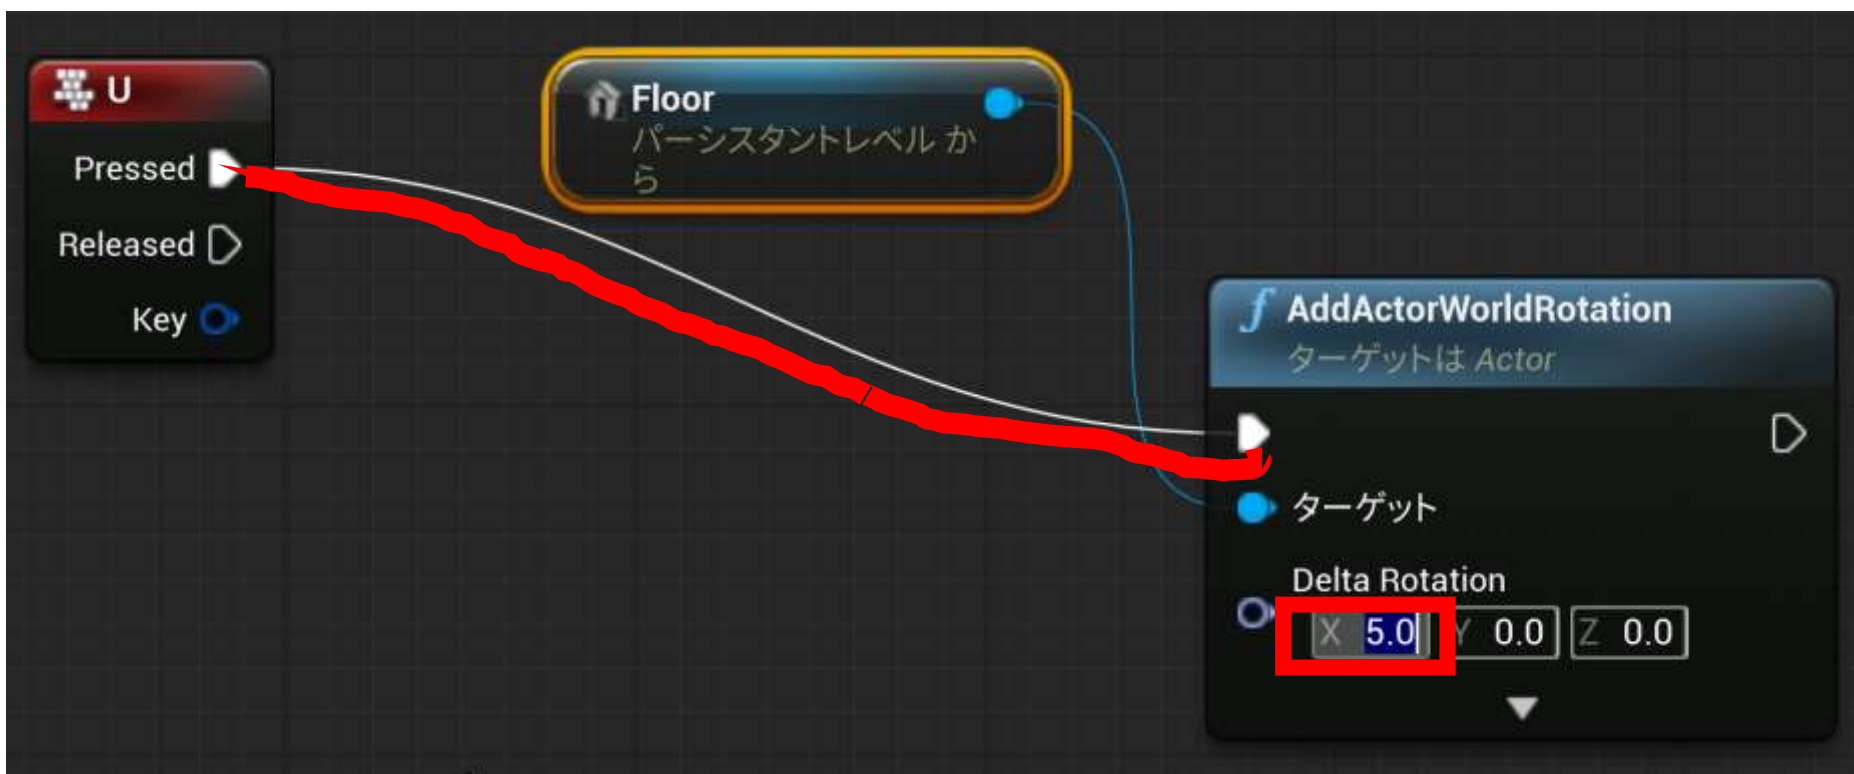 U
Pressed
Released
Key
Floor
パーシスタントレベル か
ら
AddActorWorldRotation
ターゲットは Actor
ターゲット
Delta Rotation
X 5.0 Y 0.0 Z 0.0